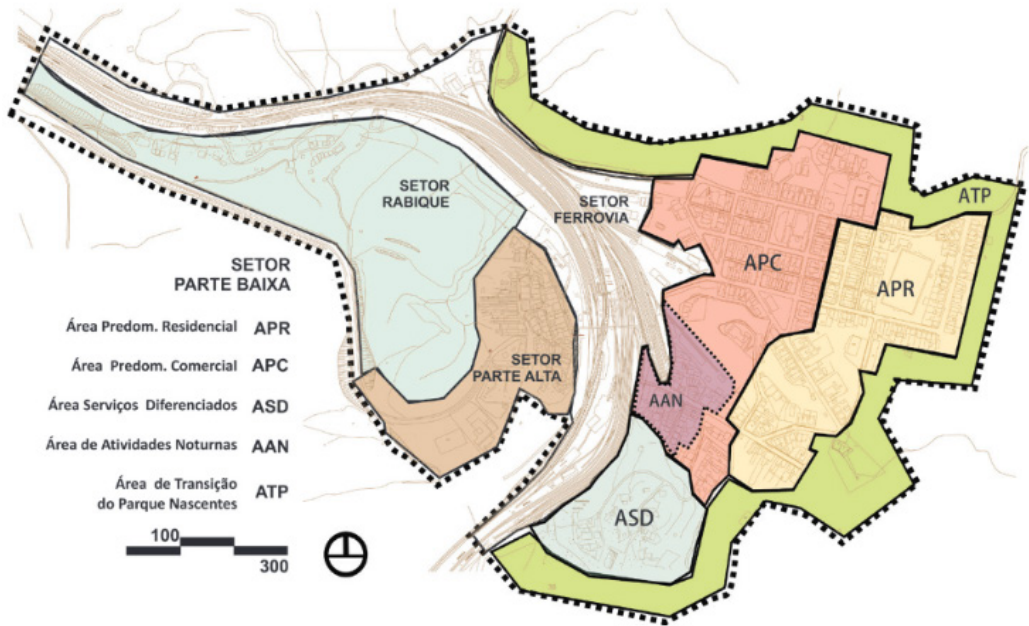 SETOR
RABIQUE
SETOR
FERROVIA
ATP
APC
APR
SETOR
PARTE BAIXA
Área Predom. Residencial APR
Área Predom. Comercial APC
Área Serviços Diferenciados ASD
Área de Atividades Noturnas AAN
Área de Transição
do Parque Nascentes ATP
SETOR
PARTE ALTA
AAN
ASD
100
300